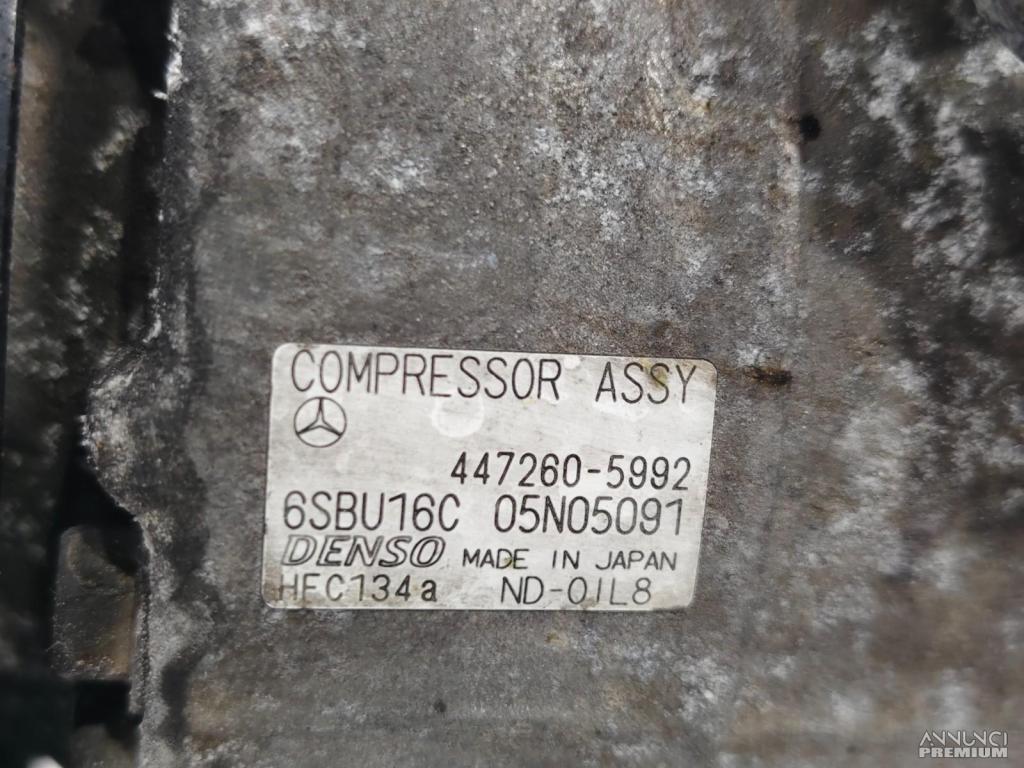 COMPRESSOR ASSY
447260-5992
6SBU16C 05N05091
DENSO MADE IN JAPAN
HFC134a ND-OIL8
ANNUNCI
PREMIUM